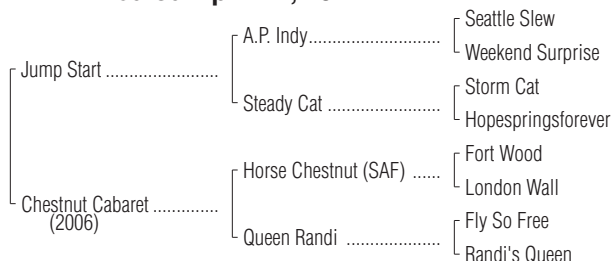 Jump Start ........................
Chestnut Cabaret ..............
(2006)
A.P. Indy............................
Steady Cat ........................
Horse Chestnut (SAF) ......
Queen Randi ....................
Seattle Slew
Weekend Surprise
Storm Cat
Hopespringsforever
Fort Wood
London Wall
Fly So Free
Randi's Queen